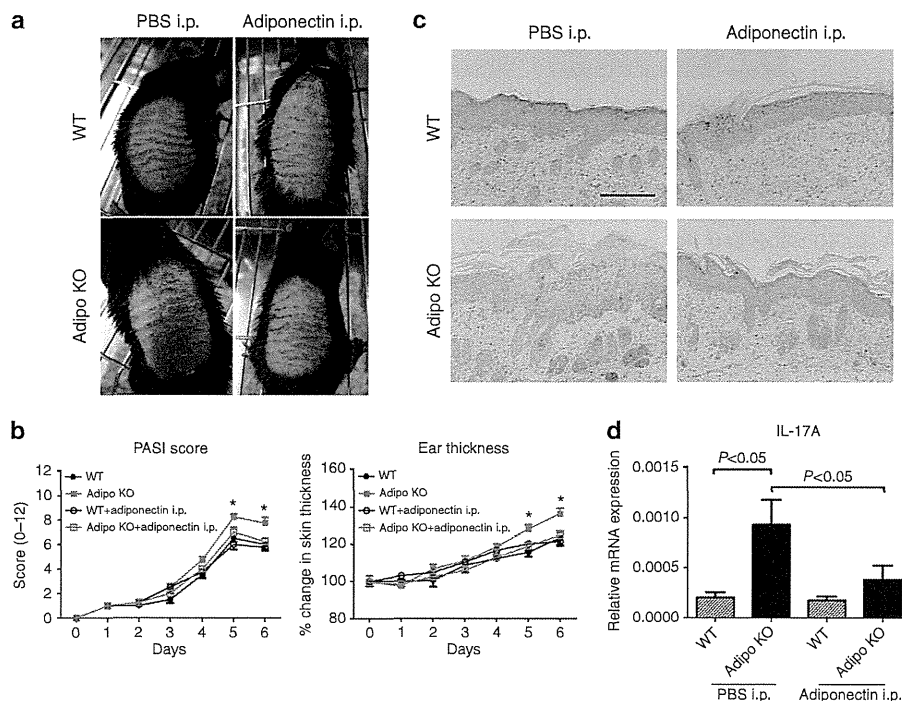 a
PBS i.p.
Adiponectin i.p.
WT
Adipo KO
b
PASI score
12
10
8
6
4
2
0
Score (0–12)
WT
Adipo KO
WT+adiponectin i.p.
Adipo KO+adiponectin i.p.
*
*
0 1 2 3 4 5 6
Days
Ear thickness
160
140
120
100
80
% change in skin thickness
WT
Adipo KO
WT+adiponectin i.p.
Adipo KO+adiponectin i.p.
*
*
0 1 2 3 4 5 6
Days
c
PBS i.p.
Adiponectin i.p.
WT
Adipo KO
d
IL-17A
P<0.05
P<0.05
0.0015
0.0010
0.0005
0.0000
Relative mRNA expression
WT
Adipo KO
WT
Adipo KO
PBS i.p.
Adiponectin i.p.